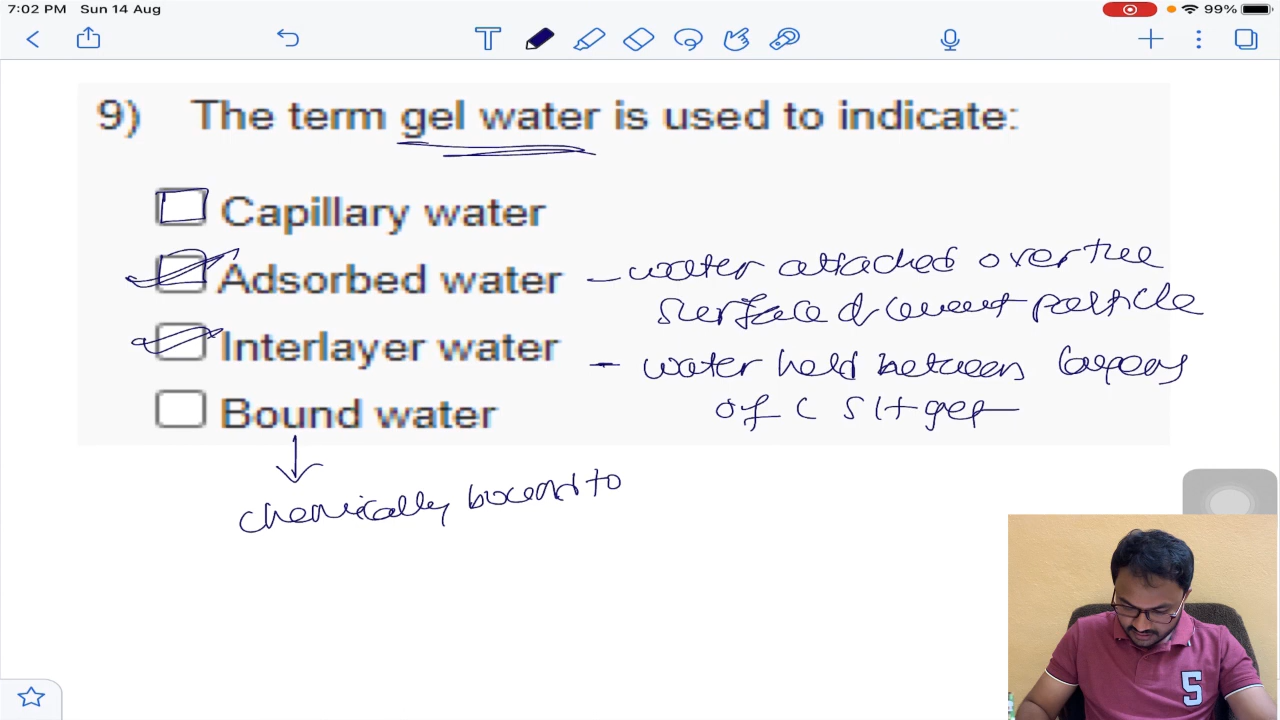 7:02 PM Sun 14 Aug
99%
9) The term gel water is used to indicate:
Capillary water
Adsorbed water – water attached over the
surface of cement particle
Interlayer water – water held between layers
of C S H gel
Bound water
chemically bound to
5